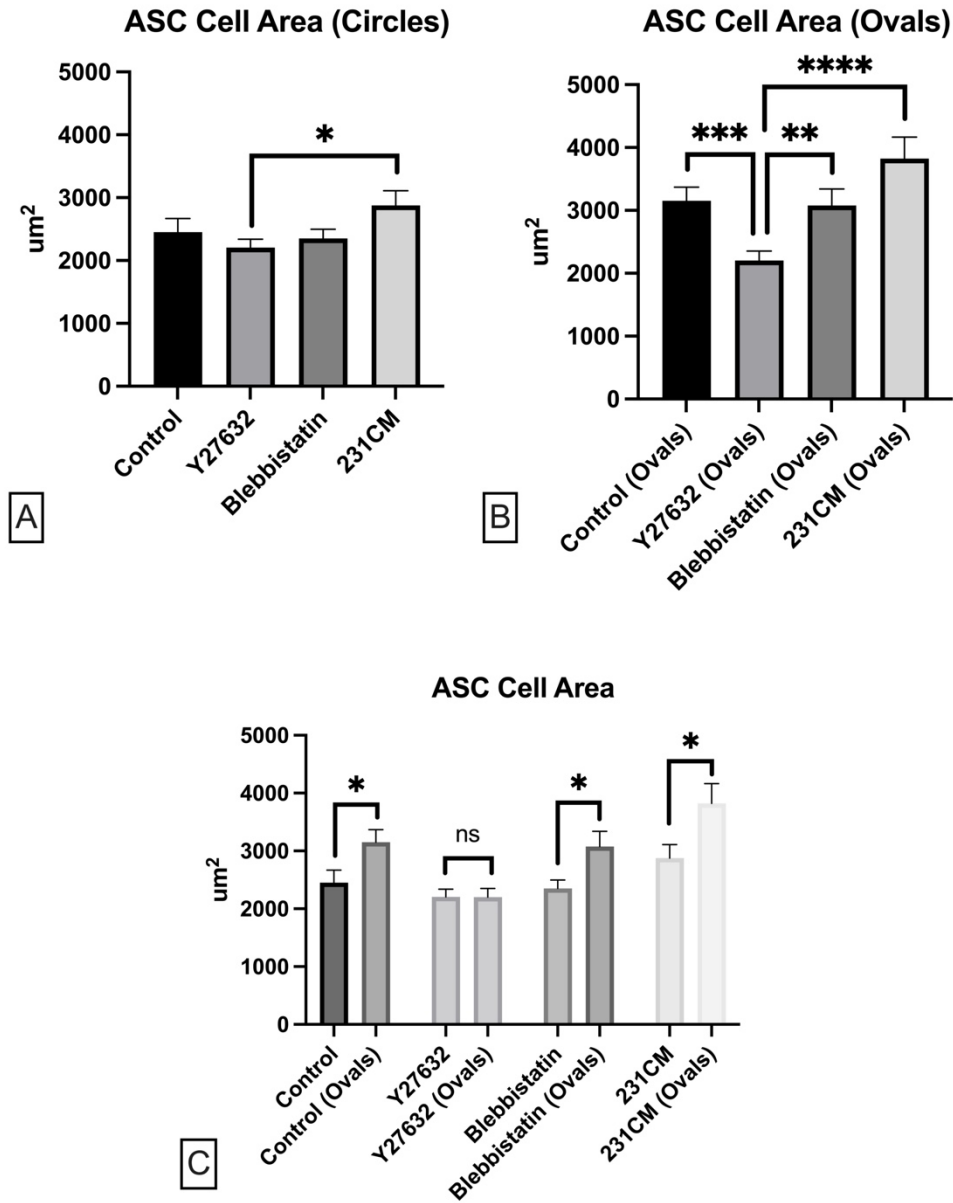 ASC Cell Area (Circles)
5000
4000
3000
2000
1000
0
um²
*
Control
Y27632
Blebbistatin
231CM
A
ASC Cell Area (Ovals)
5000
4000
3000
2000
1000
0
um²
****
***
**
Control (Ovals)
Y27632 (Ovals)
Blebbistatin (Ovals)
231CM (Ovals)
B
ASC Cell Area
5000
4000
3000
2000
1000
0
um²
*
ns
*
*
Control
Control (Ovals)
Y27632
Y27632 (Ovals)
Blebbistatin
Blebbistatin (Ovals)
231CM
231CM (Ovals)
C